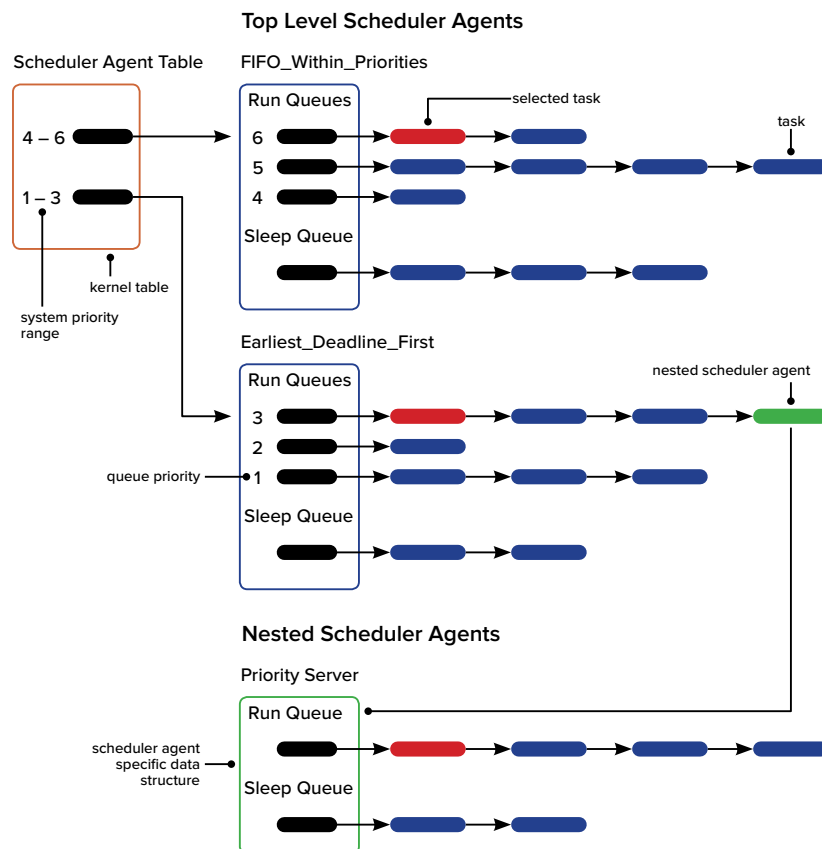 Top Level Scheduler Agents
Scheduler Agent Table
FIFO_Within_Priorities
Run Queues
selected task
task
4 – 6
6
5
1 – 3
4
Sleep Queue
kernel table
system priority
range
Earliest_Deadline_First
nested scheduler agent
Run Queues
3
2
queue priority
1
Sleep Queue
Nested Scheduler Agents
Priority Server
Run Queue
scheduler agent
specific data
structure
Sleep Queue